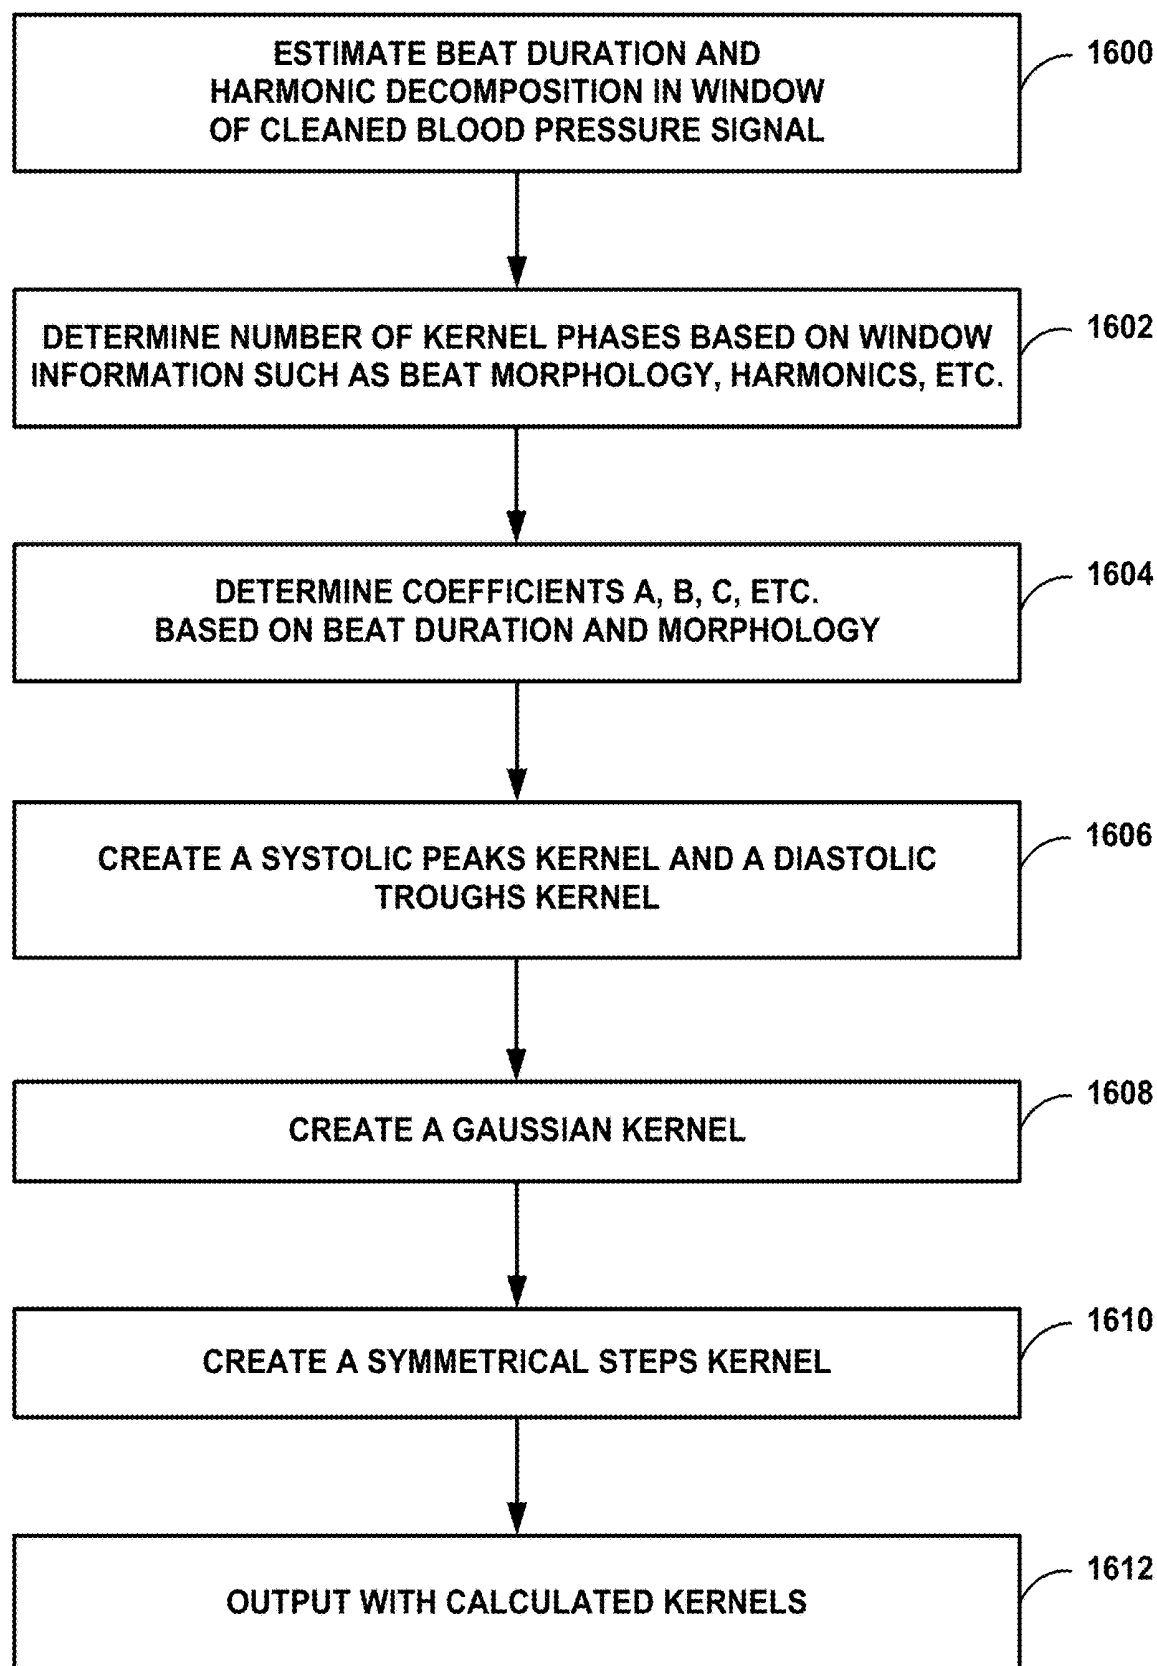 ESTIMATE BEAT DURATION AND
HARMONIC DECOMPOSITION IN WINDOW
OF CLEANED BLOOD PRESSURE SIGNAL
1600
DETERMINE NUMBER OF KERNEL PHASES BASED ON WINDOW
INFORMATION SUCH AS BEAT MORPHOLOGY, HARMONICS, ETC.
1602
DETERMINE COEFFICIENTS A, B, C, ETC.
BASED ON BEAT DURATION AND MORPHOLOGY
1604
CREATE A SYSTOLIC PEAKS KERNEL AND A DIASTOLIC
TROUGHS KERNEL
1606
CREATE A GAUSSIAN KERNEL
1608
CREATE A SYMMETRICAL STEPS KERNEL
1610
OUTPUT WITH CALCULATED KERNELS
1612